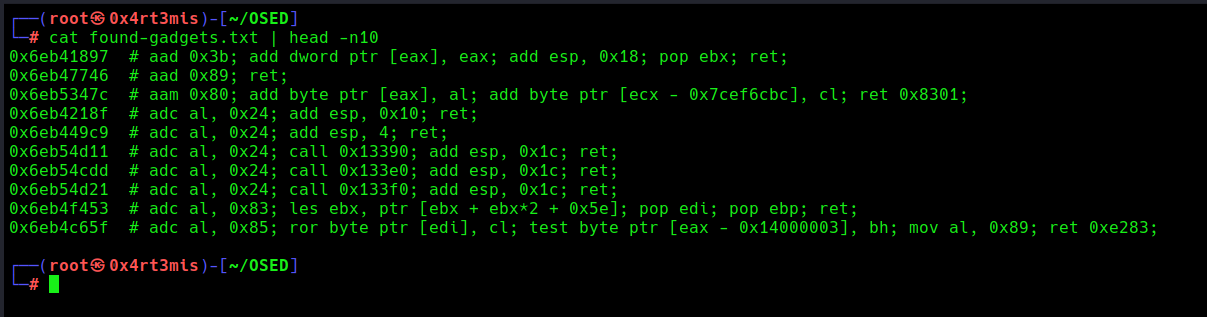 ┌──(root㉿0x4rt3mis)-[~/OSED]
└─# cat found-gadgets.txt | head -n10
0x6eb41897  # aad 0x3b; add dword ptr [eax], eax; add esp, 0x18; pop ebx; ret;
0x6eb47746  # aad 0x89; ret;
0x6eb5347c  # aam 0x80; add byte ptr [eax], al; add byte ptr [ecx - 0x7cef6cbc], cl; ret 0x8301;
0x6eb4218f  # adc al, 0x24; add esp, 0x10; ret;
0x6eb449c9  # adc al, 0x24; add esp, 4; ret;
0x6eb54d11  # adc al, 0x24; call 0x13390; add esp, 0x1c; ret;
0x6eb54cdd  # adc al, 0x24; call 0x133e0; add esp, 0x1c; ret;
0x6eb54d21  # adc al, 0x24; call 0x133f0; add esp, 0x1c; ret;
0x6eb4f453  # adc al, 0x83; les ebx, ptr [ebx + ebx*2 + 0x5e]; pop edi; pop ebp; ret;
0x6eb4c65f  # adc al, 0x85; ror byte ptr [edi], cl; test byte ptr [eax - 0x14000003], bh; mov al, 0x89; ret 0xe283;
┌──(root㉿0x4rt3mis)-[~/OSED]
└─#